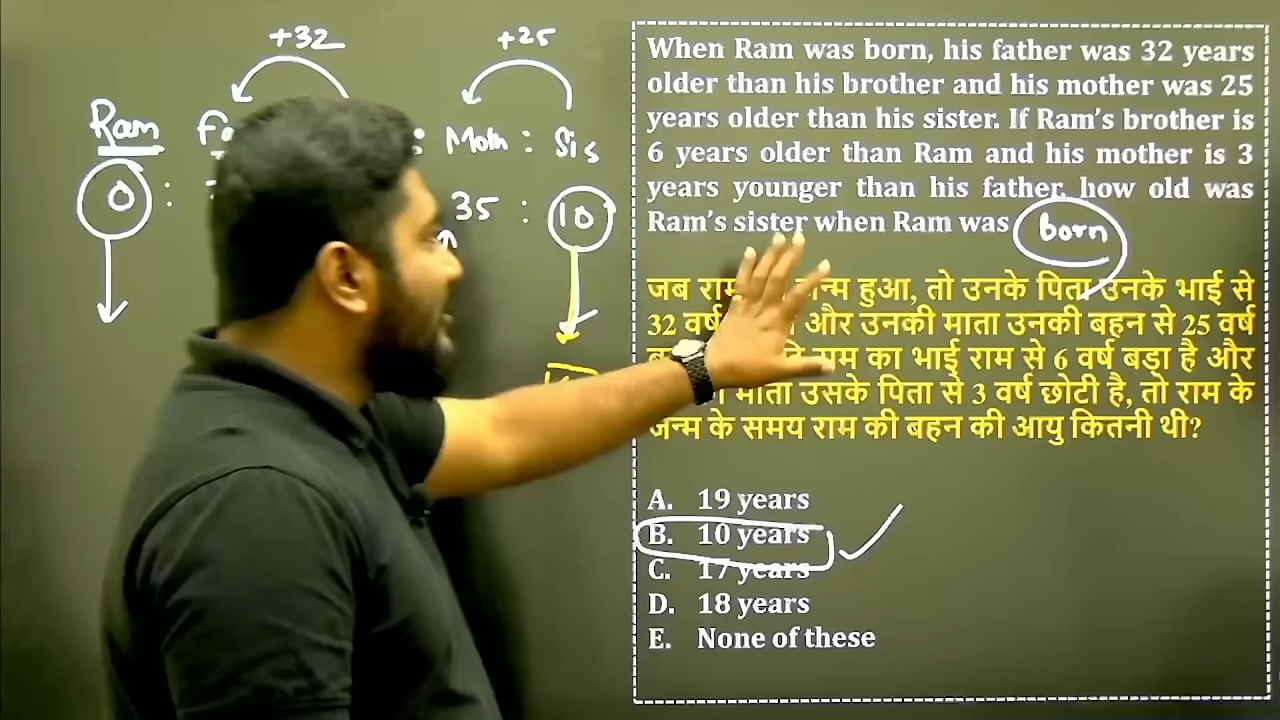 +32 +25
Ram : Moth : Sis
0 : 35 : 10
When Ram was born, his father was 32 years
older than his brother and his mother was 25
years older than his sister. If Ram's brother is
6 years older than Ram and his mother is 3
years younger than his father, how old was
Ram's sister when Ram was born
जब हुआ, तो उनके पिता उनके भाई से
32 वर्ष और उनकी माता उनकी बहन से 25 वर्ष
राम का भाई राम से 6 वर्ष बड़ा है और
माता उसके पिता से 3 वर्ष छोटी है, तो राम के
जन्म के समय राम की बहन की आयु कितनी थी?
A. 19 years
B. 10 years
C. 17 years
D. 18 years
E. None of these